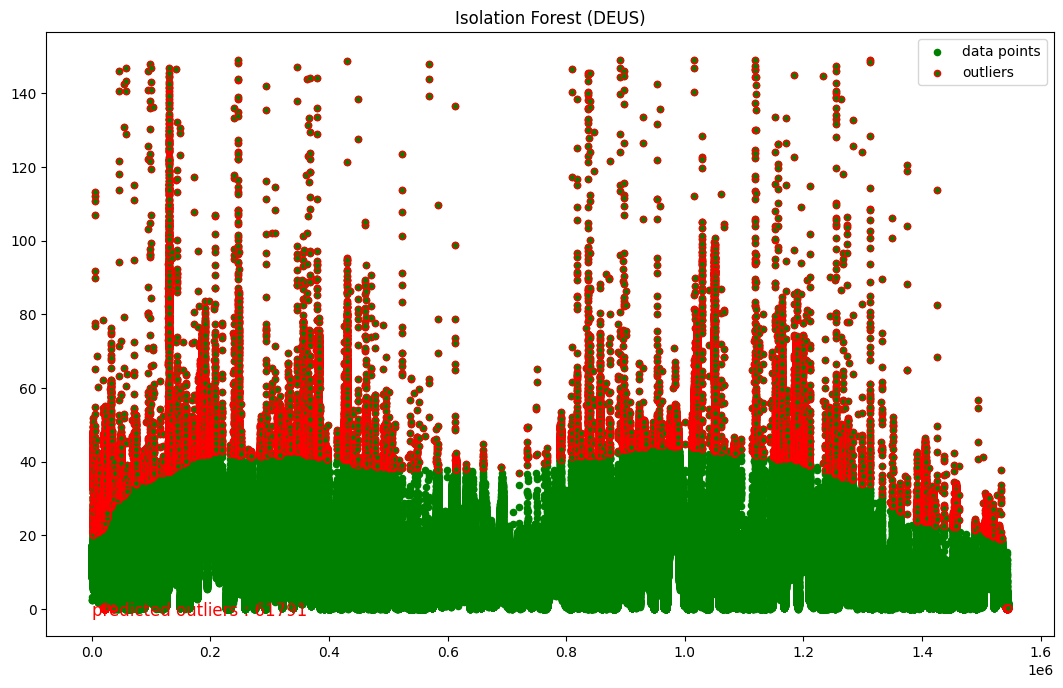 Isolation Forest (DEUS)
data points
outliers
140
120
100
80
60
40
20
0
predicted outliers : 61791
0.0 0.2 0.4 0.6 0.8 1.0 1.2 1.4 1.6
1e6